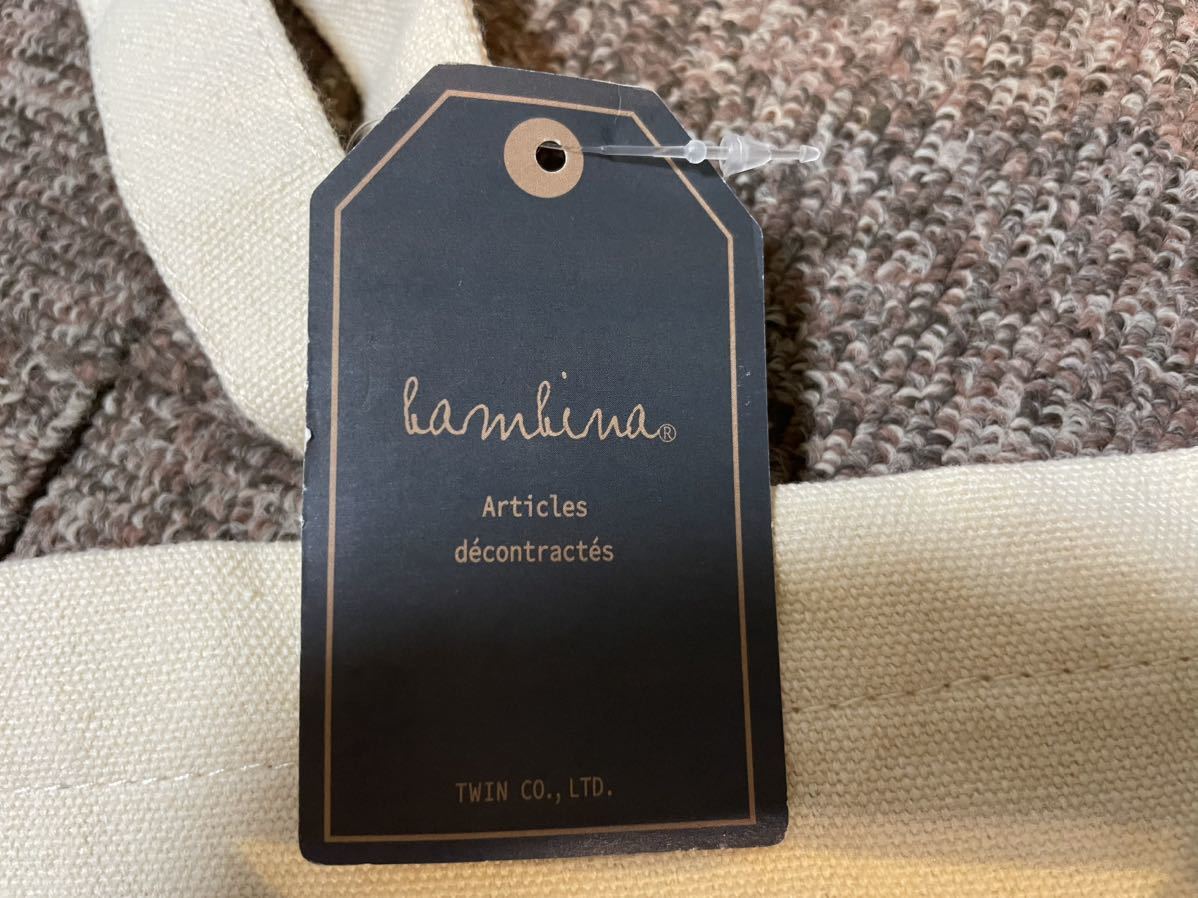 bambina®
Articles
décontractés
TWIN CO., LTD.